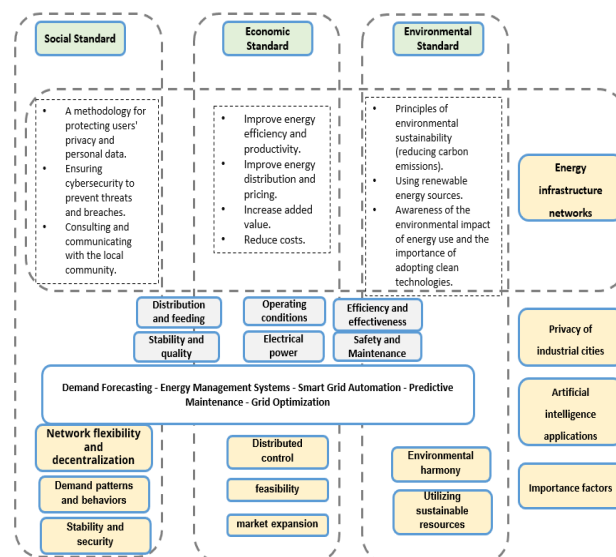 Social Standard
Economic
Standard
Environmental
Standard
• A methodology for
protecting users'
privacy and
personal data.
• Ensuring
cybersecurity to
prevent threats
and breaches.
• Consulting and
communicating
with the local
community.
• Improve energy
efficiency and
productivity.
• Improve energy
distribution and
pricing.
• Increase added
value.
• Reduce costs.
• Principles of
environmental
sustainability
(reducing carbon
emissions).
• Using renewable
energy sources.
• Awareness of the
environmental impact
of energy use and the
importance of
adopting clean
technologies.
Energy
infrastructure
networks
Distribution
and feeding
Operating
conditions
Efficiency and
effectiveness
Stability and
quality
Electrical
power
Safety and
Maintenance
Privacy of
industrial cities
Demand Forecasting - Energy Management Systems - Smart Grid Automation - Predictive
Maintenance - Grid Optimization
Artificial
intelligence
applications
Network flexibility
and
decentralization
Demand patterns
and behaviors
Stability and
security
Distributed
control
feasibility
market expansion
Environmental
harmony
Utilizing
sustainable
resources
Importance factors